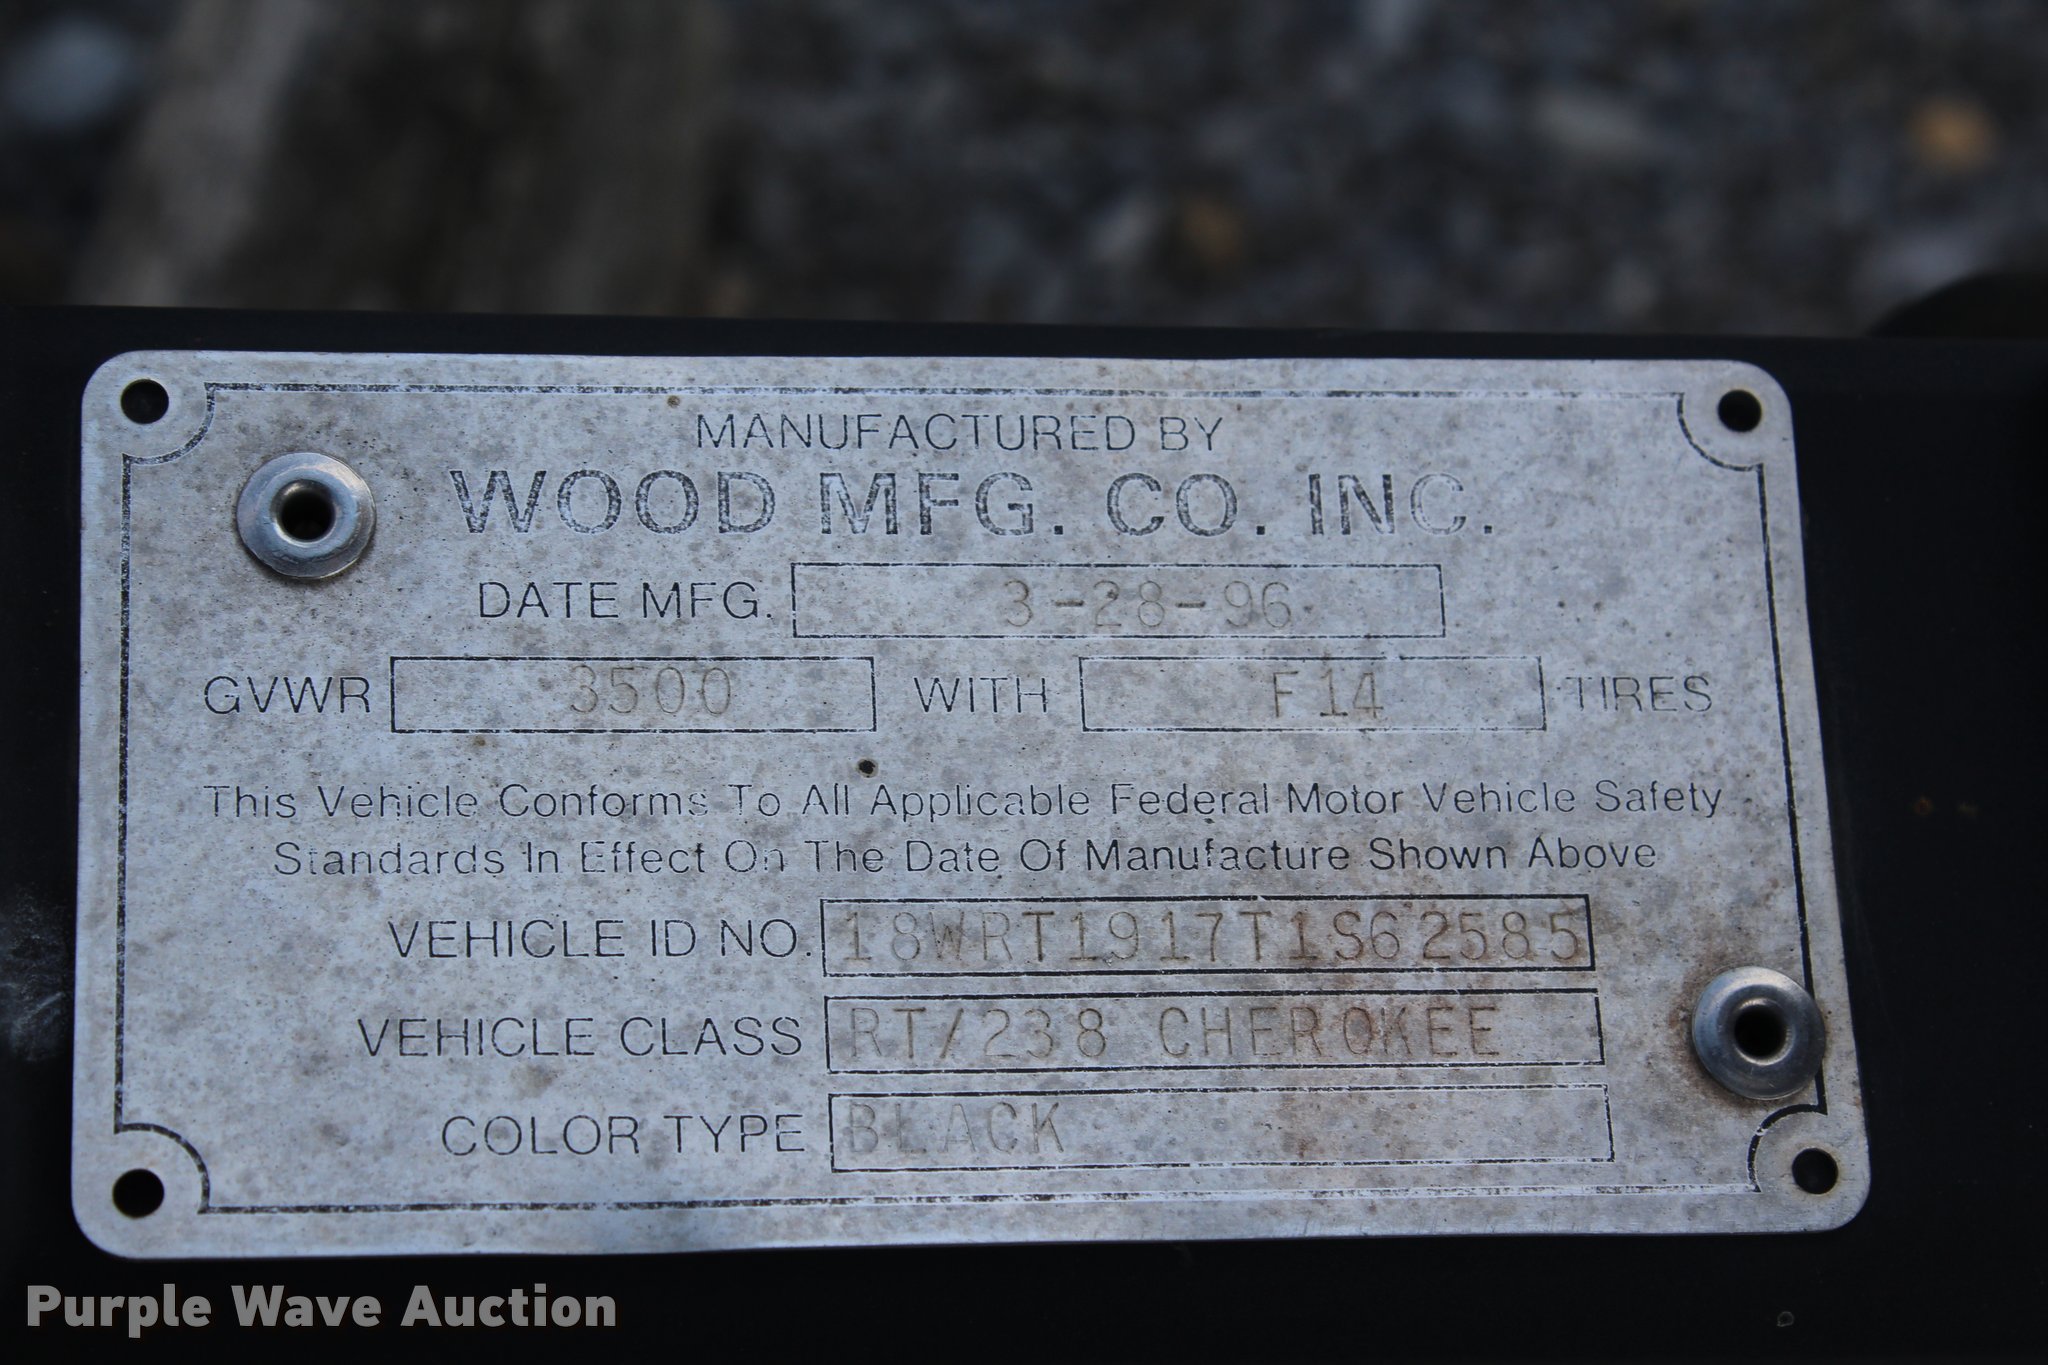 MANUFACTURED BY
WOOD MFG. CO. INC.
DATE MFG. 3-28-96
GVWR 3500 WITH F14 TIRES
This Vehicle Conforms To All Applicable Federal Motor Vehicle Safety
Standards In Effect On The Date Of Manufacture Shown Above
VEHICLE ID NO. 18WRT1917T1S62585
VEHICLE CLASS RT/238 CHEROKEE
COLOR TYPE BLACK
Purple Wave Auction